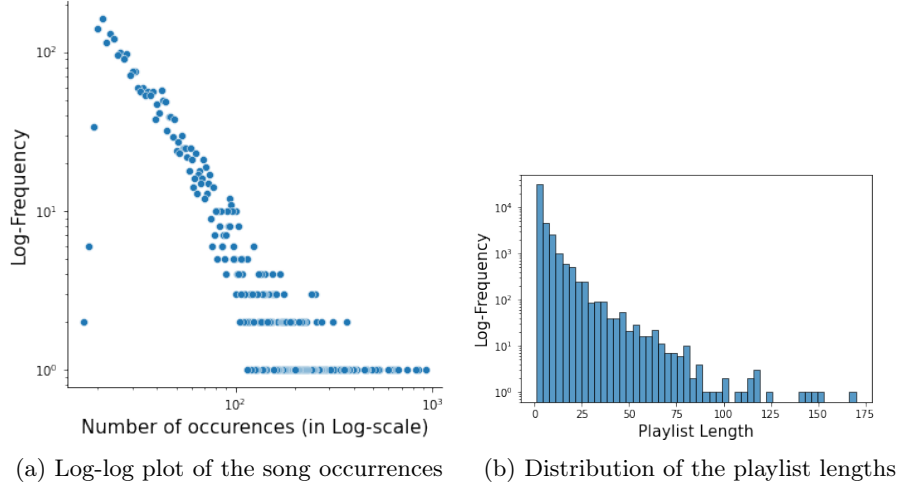 10²
10¹
10⁰
Log-Frequency
10²
10³
Number of occurences (in Log-scale)
(a) Log-log plot of the song occurrences
10⁴
10³
10²
10¹
10⁰
Log-Frequency
0 25 50 75 100 125 150 175
Playlist Length
(b) Distribution of the playlist lengths